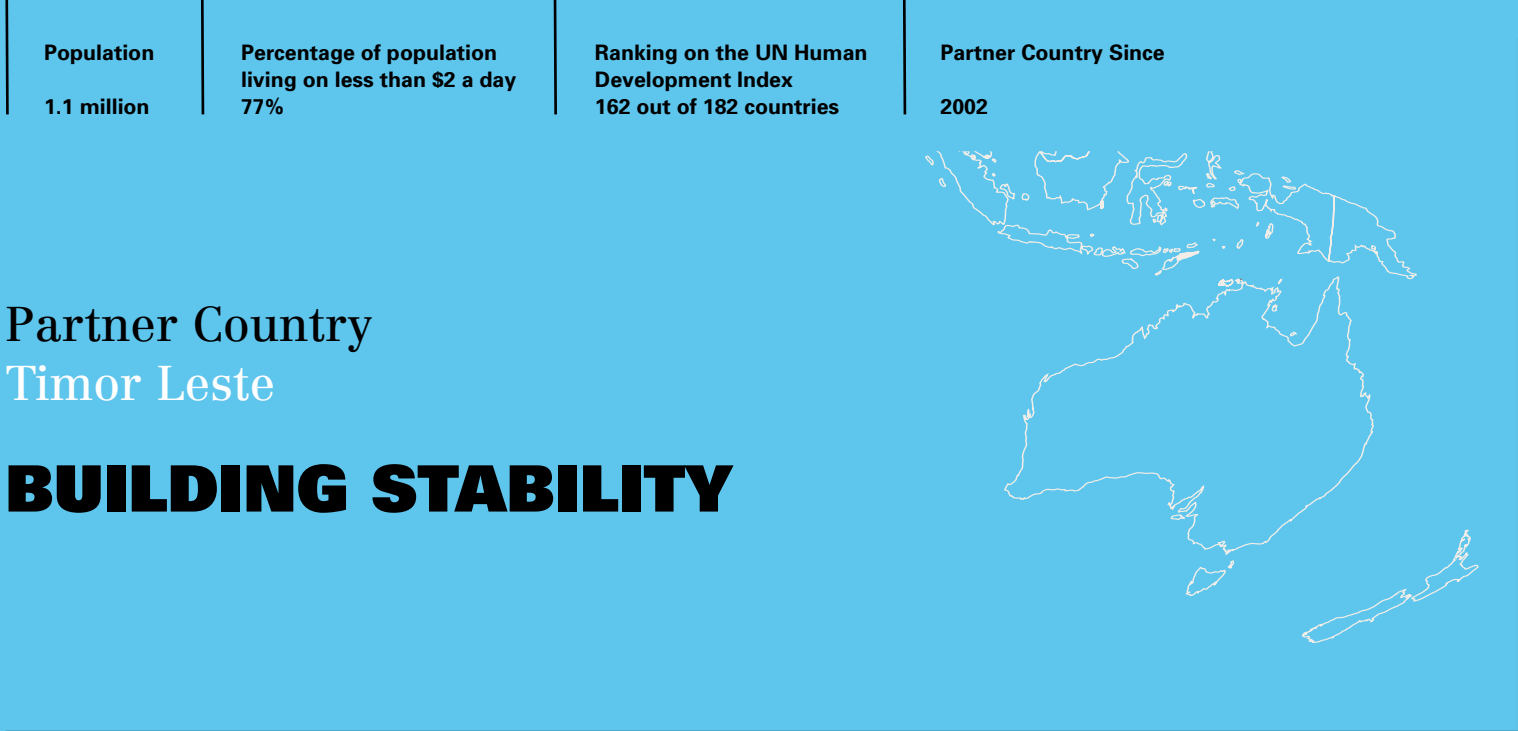 Population
1.1 million
Percentage of population
living on less than $2 a day
77%
Ranking on the UN Human
Development Index
162 out of 182 countries
Partner Country Since
2002
Partner Country
Timor Leste
BUILDING STABILITY